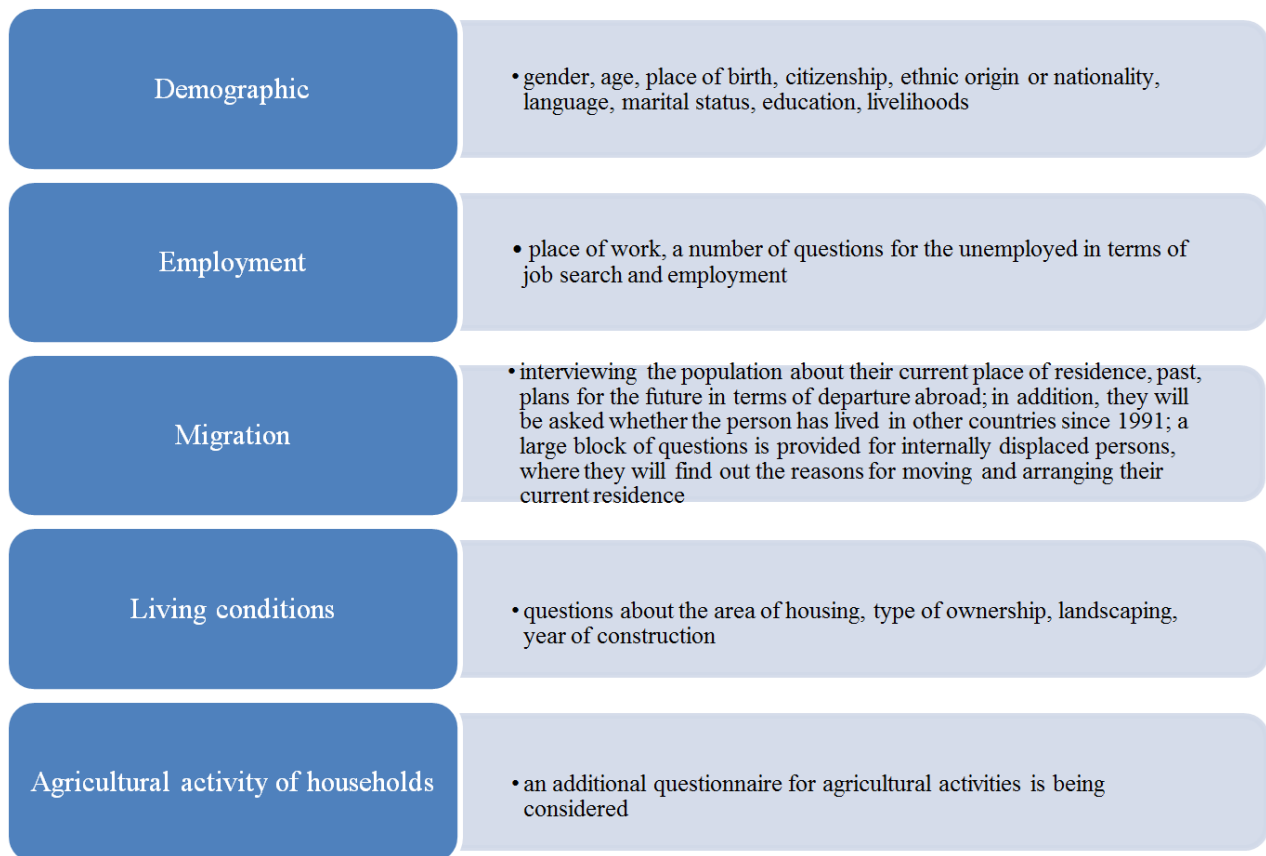 Demographic
• gender, age, place of birth, citizenship, ethnic origin or nationality,
language, marital status, education, livelihoods
Employment
• place of work, a number of questions for the unemployed in terms of
job search and employment
Migration
• interviewing the population about their current place of residence, past,
plans for the future in terms of departure abroad; in addition, they will
be asked whether the person has lived in other countries since 1991; a
large block of questions is provided for internally displaced persons,
where they will find out the reasons for moving and arranging their
current residence
Living conditions
• questions about the area of housing, type of ownership, landscaping,
year of construction
Agricultural activity of households
• an additional questionnaire for agricultural activities is being
considered